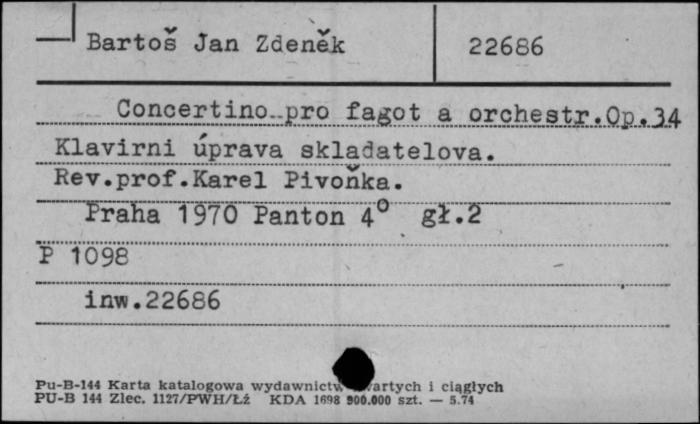 Bartoš Jan Zdeněk 22686
Concertino pro fagot a orchestr.Op.34
Klavirni úprava skladatelova.
Rev.prof.Karel Pivoňka.
Praha 1970 Panton 4° gł.2
P 1098
inw.22686
Pu-B-144 Karta katalogowa wydawnictw i ciągłych
PU-B 144 Zlec. 1127/PWH/Łź KDA 1698 900.000 szt. — 5.74